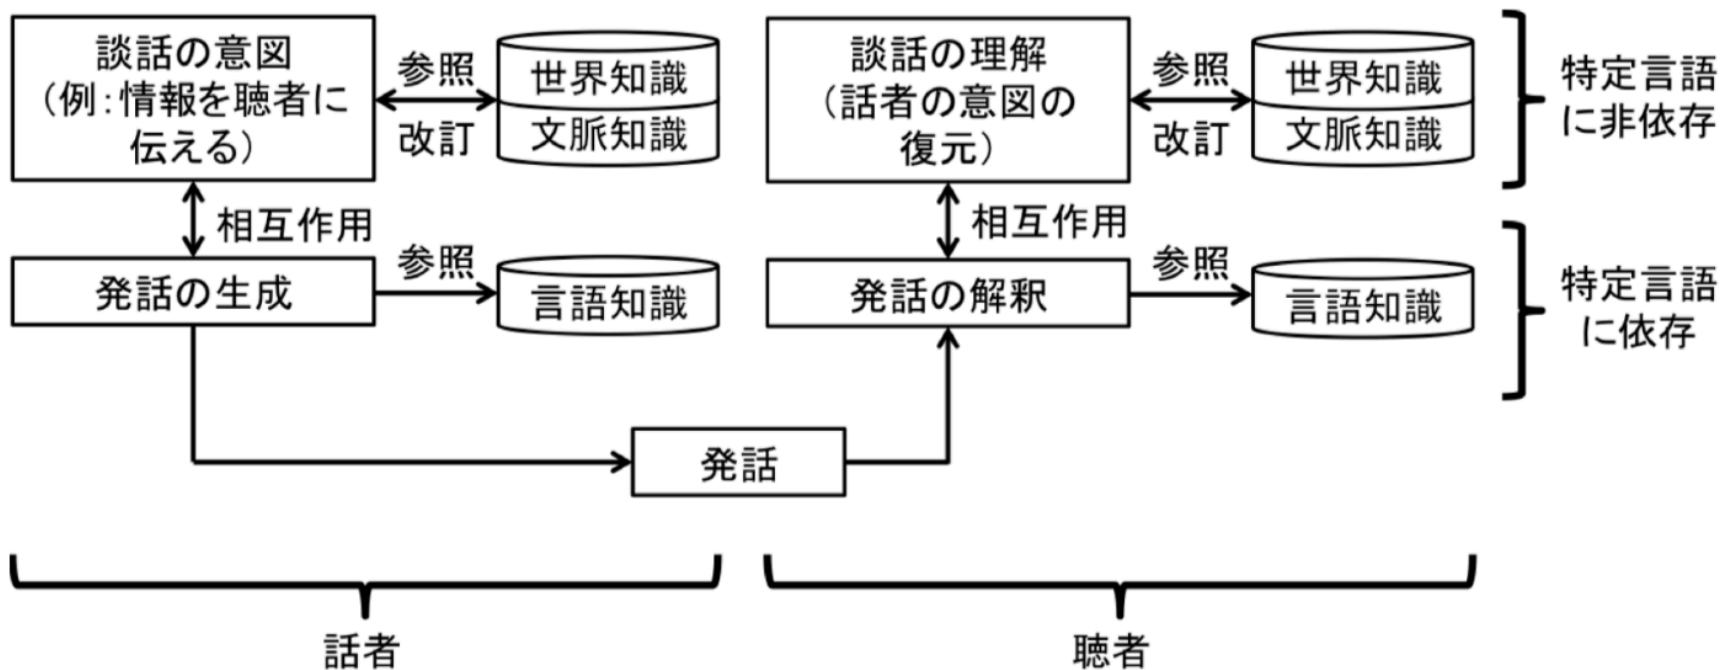 談話の意図
（例：情報を聴者に
伝える）
参照
改訂
世界知識
文脈知識
相互作用
発話の生成
参照
言語知識
談話の理解
（話者の意図の
復元）
参照
改訂
世界知識
文脈知識
相互作用
発話の解釈
参照
言語知識
特定言語
に非依存
特定言語
に依存
発話
話者
聴者